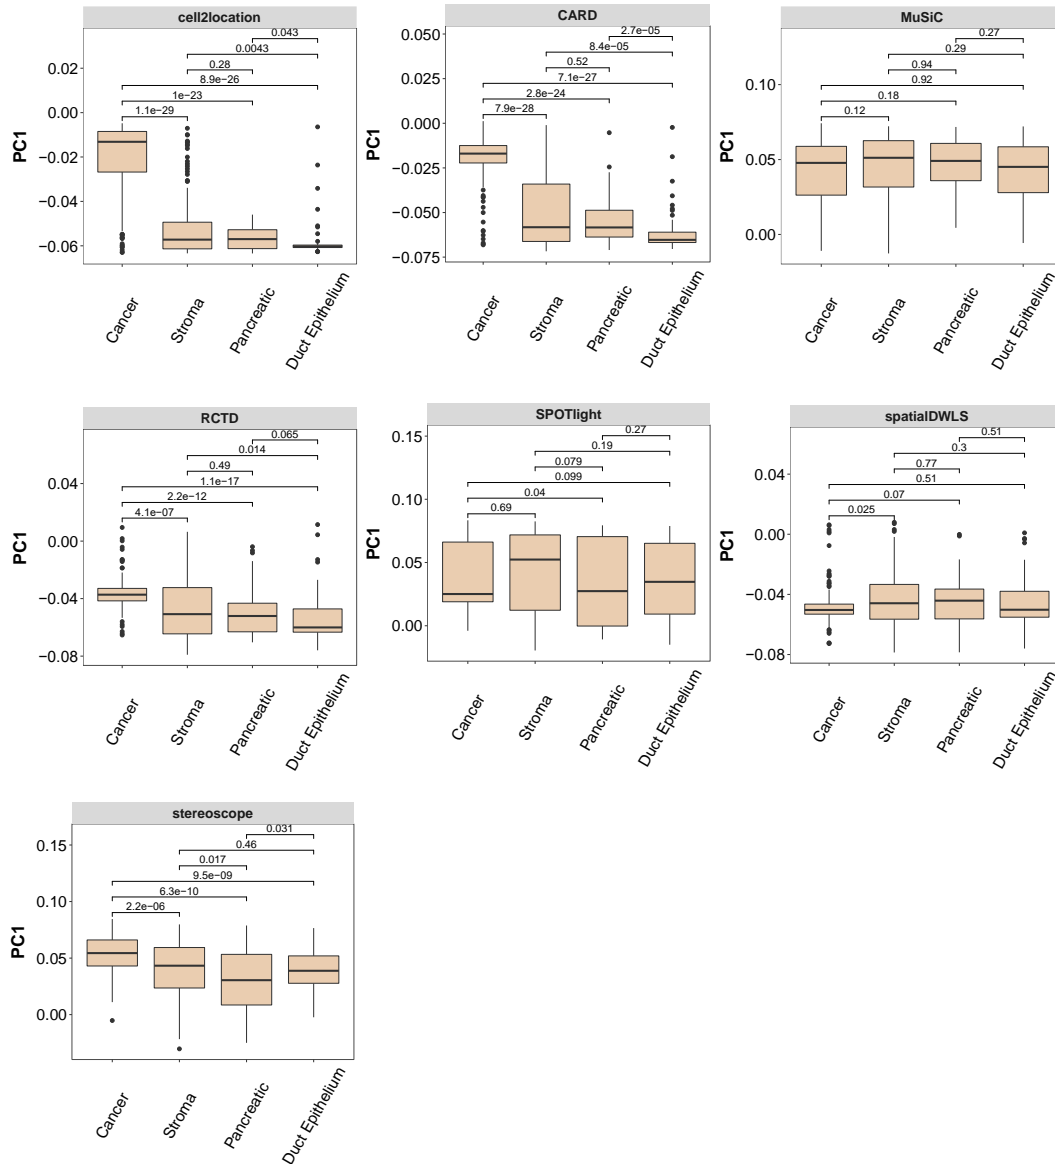 cell2location
PC1
0.02
0.00
−0.02
−0.04
−0.06
0.043
0.0043
0.28
8.9e−26
1e−23
1.1e−29
Cancer
Stroma
Pancreatic
Duct Epithelium
CARD
PC1
0.050
0.025
0.000
−0.025
−0.050
−0.075
2.7e−05
8.4e−05
0.52
7.1e−27
2.8e−24
7.9e−28
Cancer
Stroma
Pancreatic
Duct Epithelium
MuSiC
PC1
0.10
0.05
0.00
0.27
0.29
0.94
0.92
0.18
0.12
Cancer
Stroma
Pancreatic
Duct Epithelium
RCTD
PC1
0.04
0.00
−0.04
−0.08
0.065
0.014
0.49
1.1e−17
2.2e−12
4.1e−07
Cancer
Stroma
Pancreatic
Duct Epithelium
SPOTlight
PC1
0.15
0.10
0.05
0.00
0.27
0.19
0.079
0.099
0.04
0.69
Cancer
Stroma
Pancreatic
Duct Epithelium
spatialDWLS
PC1
0.04
0.00
−0.04
−0.08
0.51
0.3
0.77
0.51
0.07
0.025
Cancer
Stroma
Pancreatic
Duct Epithelium
stereoscope
PC1
0.15
0.10
0.05
0.00
0.031
0.46
0.017
9.5e−09
6.3e−10
2.2e−06
Cancer
Stroma
Pancreatic
Duct Epithelium